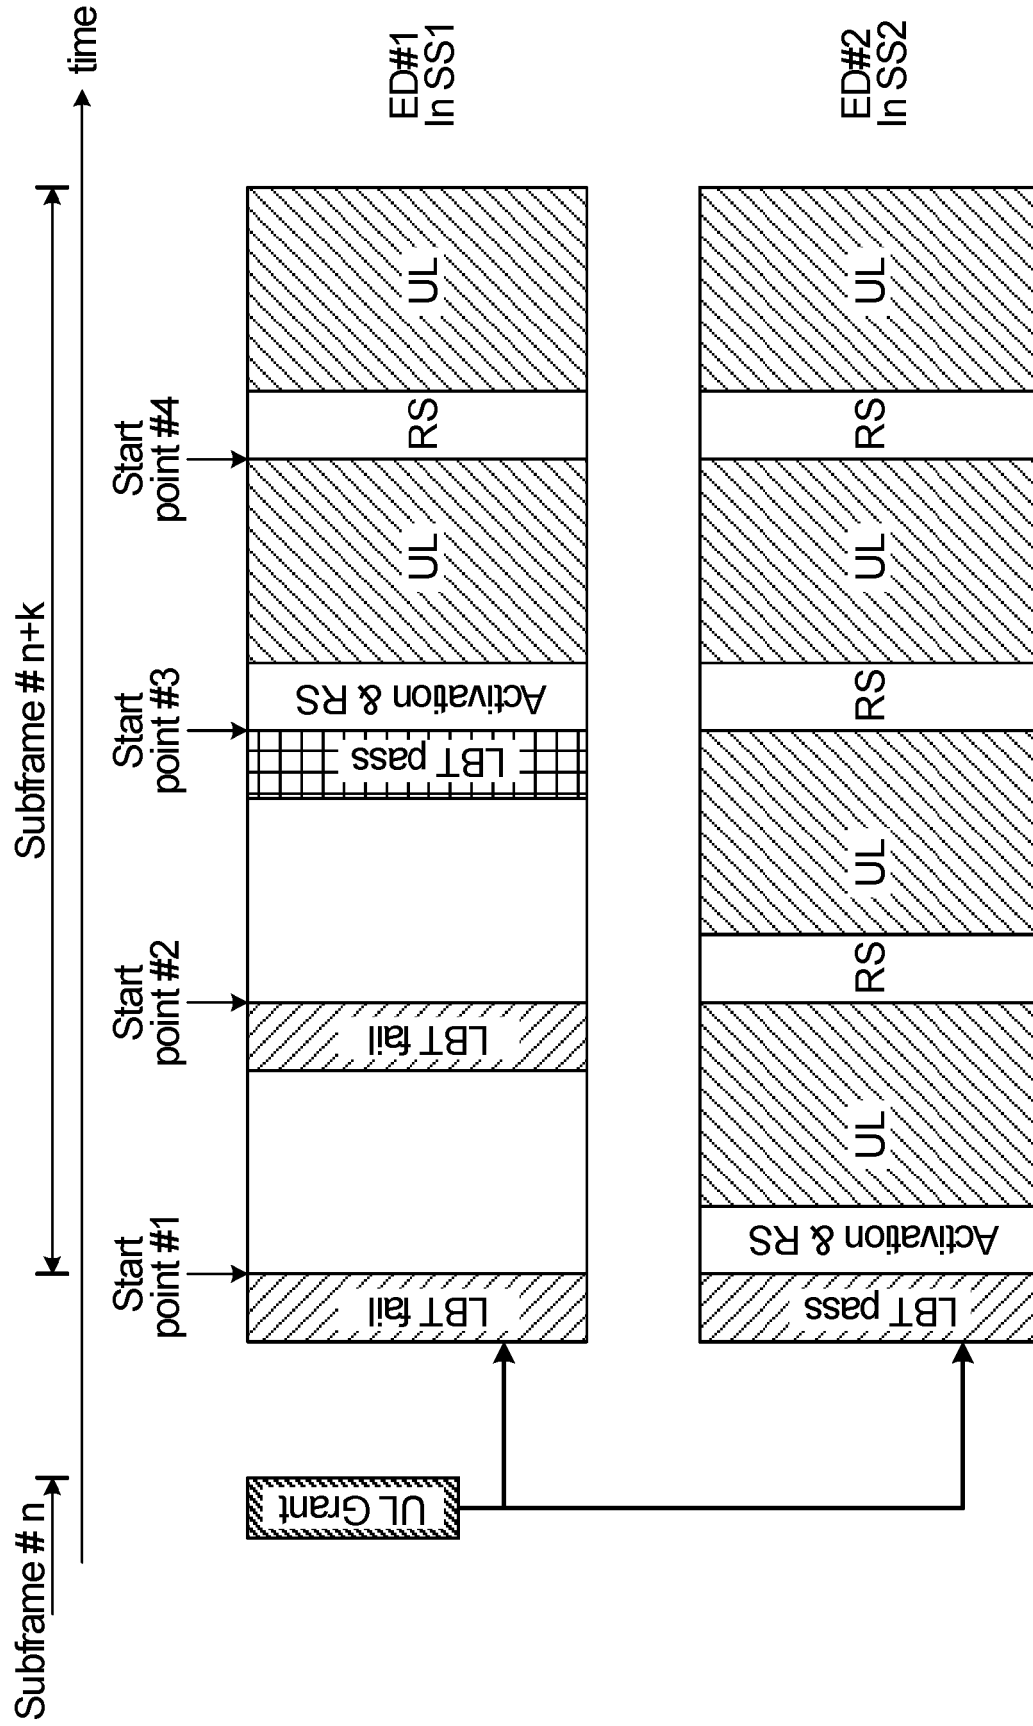 Subframe # n
Subframe # n+k
time
Start
point #1
Start
point #2
Start
point #3
Start
point #4
UL Grant
LBT fail
LBT fail
LBT pass
Activation & RS
UL
RS
UL
ED#1
In SS1
LBT pass
Activation & RS
UL
RS
UL
RS
UL
RS
UL
ED#2
In SS2